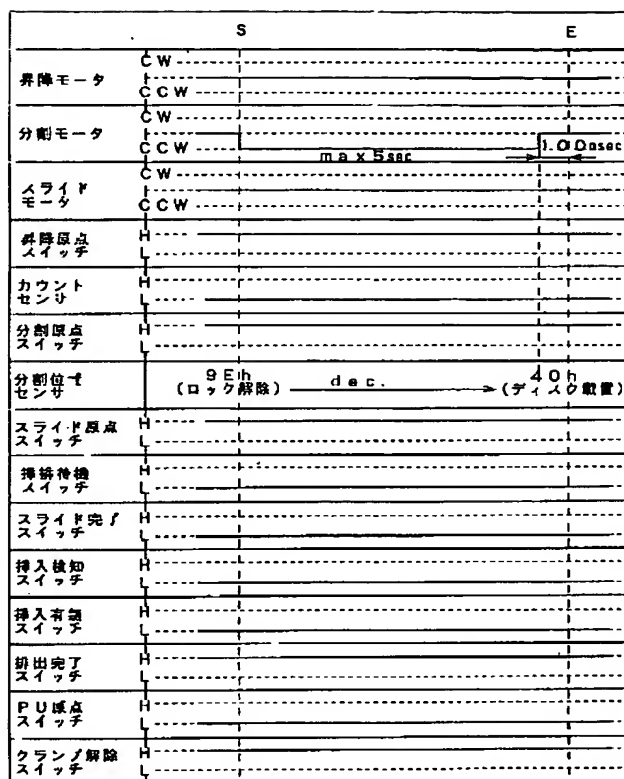 S E
昇降モータ CW CCW
分割モータ CW CCW max5sec 100msec
スライド CW
モータ CCW
昇降原点 H
スイッチ L
カウント H
センサ L
分割原点 H
スイッチ L
分割位置 9Eh dec. 40h
センサ (ロック解除) (ディスク載置)
スライド原点 H
スイッチ L
挿排待機 H
スイッチ L
スライド完了 H
スイッチ L
挿入検知 H
スイッチ L
挿入有無 H
スイッチ L
排出完了 H
スイッチ L
PU原点 H
スイッチ L
クランプ解除 H
スイッチ L